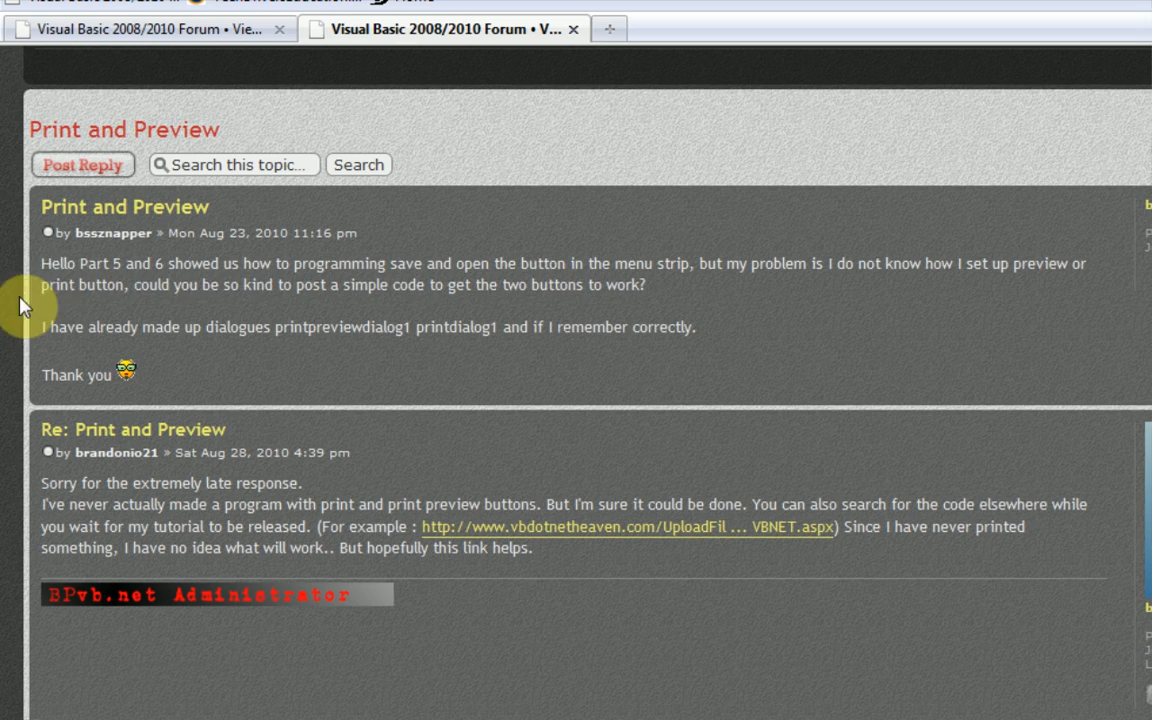 Visual Basic 2008/2010 Forum • Vie...
Visual Basic 2008/2010 Forum • V...
Print and Preview
Post Reply
Search this topic...
Search
Print and Preview
by bssznapper » Mon Aug 23, 2010 11:16 pm
Hello Part 5 and 6 showed us how to programming save and open the button in the menu strip, but my problem is I do not know how I set up preview or
print button, could you be so kind to post a simple code to get the two buttons to work?
I have already made up dialogues printpreviewdialog1 printdialog1 and if I remember correctly.
Thank you
Re: Print and Preview
by brandonio21 » Sat Aug 28, 2010 4:39 pm
Sorry for the extremely late response.
I've never actually made a program with print and print preview buttons. But I'm sure it could be done. You can also search for the code elsewhere while
you wait for my tutorial to be released. (For example : http://www.vbdotnetheaven.com/UploadFil ... VBNET.aspx) Since I have never printed
something, I have no idea what will work.. But hopefully this link helps.
BPvb.net Administrator